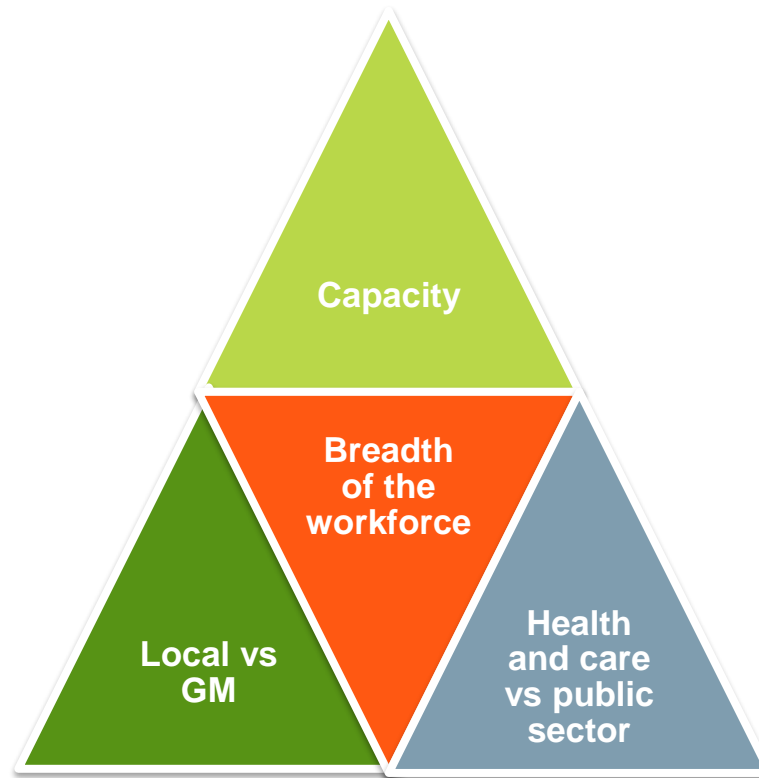 Capacity
Breadth
of the
workforce
Local vs
GM
Health
and care
vs public
sector